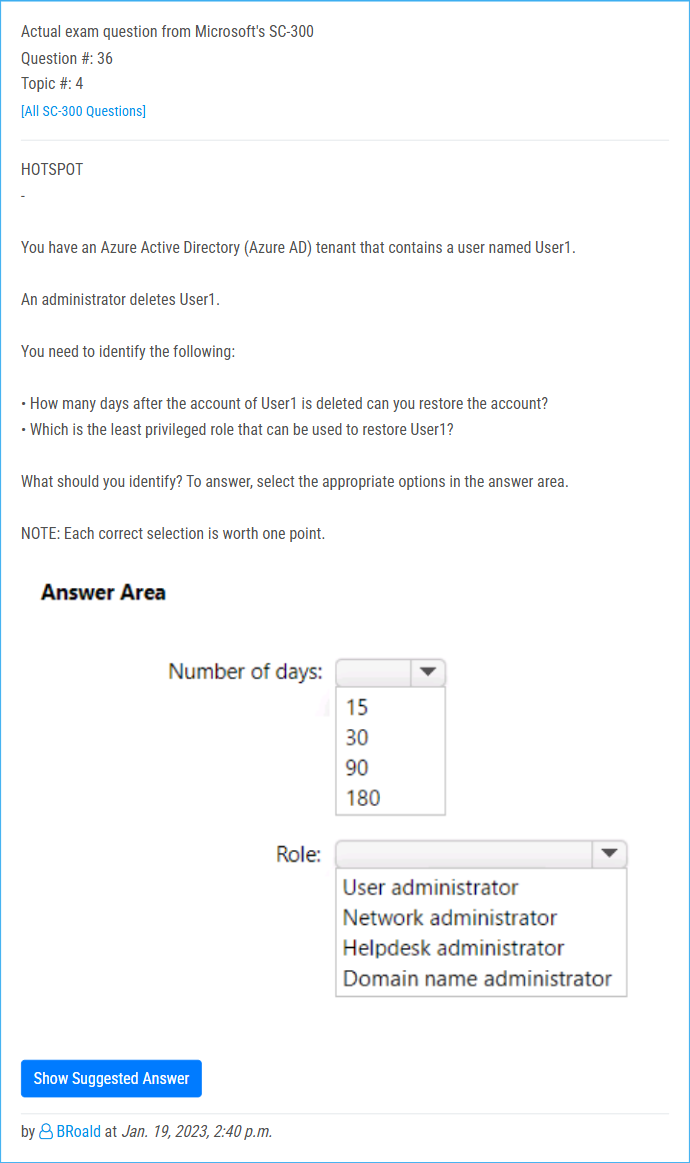 Actual exam question from Microsoft's SC-300
Question #: 36
Topic #: 4
[All SC-300 Questions]
HOTSPOT
-
You have an Azure Active Directory (Azure AD) tenant that contains a user named User1.
An administrator deletes User1.
You need to identify the following:
• How many days after the account of User1 is deleted can you restore the account?
• Which is the least privileged role that can be used to restore User1?
What should you identify? To answer, select the appropriate options in the answer area.
NOTE: Each correct selection is worth one point.
Answer Area
Number of days:
15
30
90
180
Role:
User administrator
Network administrator
Helpdesk administrator
Domain name administrator
Show Suggested Answer
by BRoald at Jan. 19, 2023, 2:40 p.m.